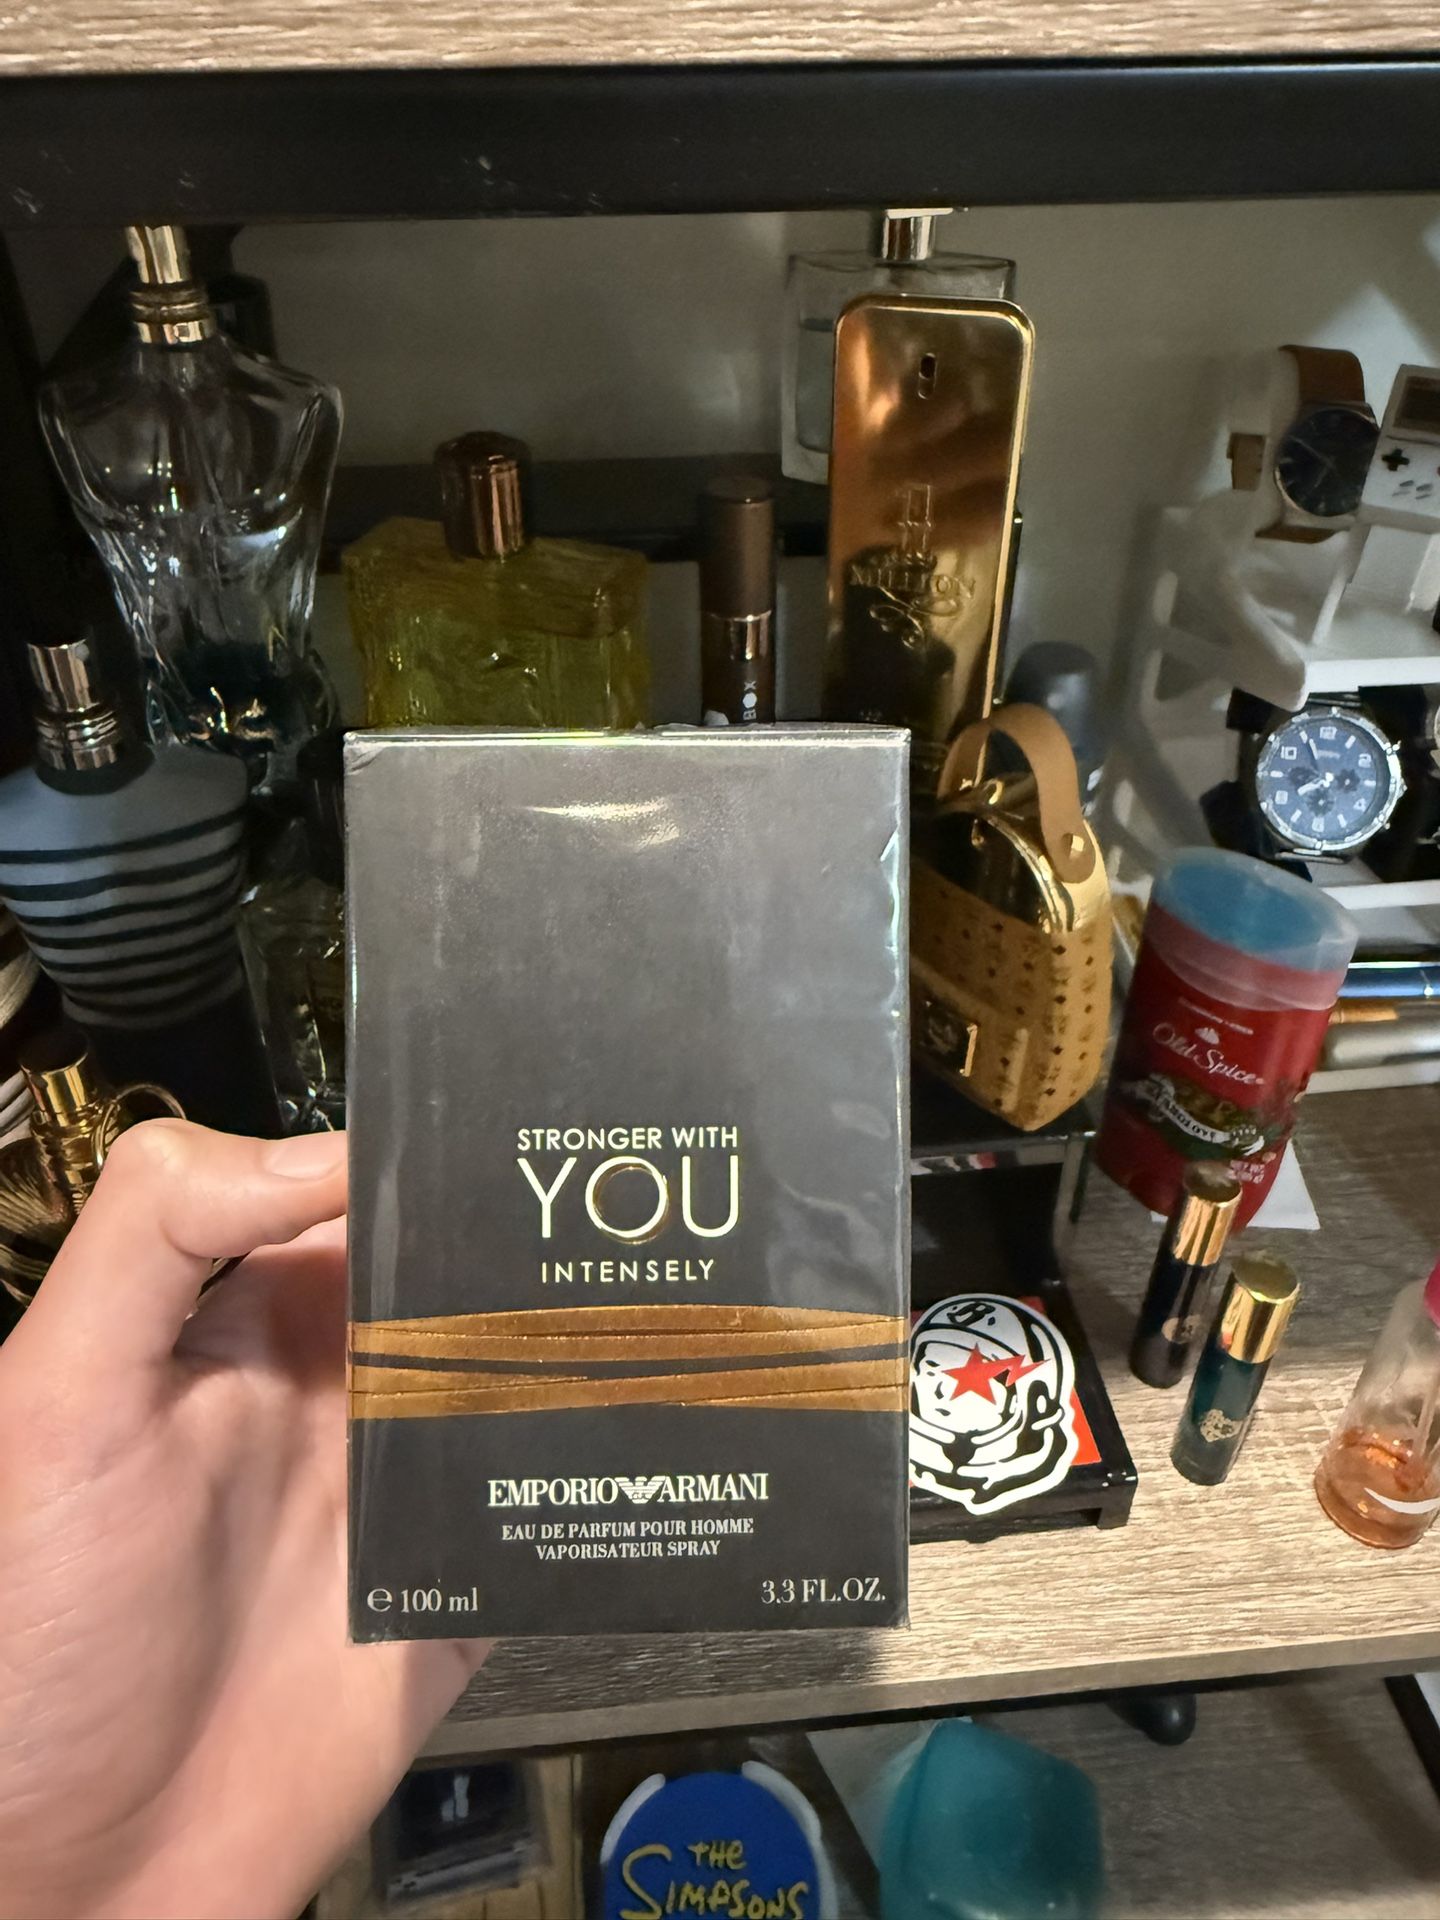 1
MILLION
BOX
STRONGER WITH
YOU
INTENSELY
EMPORIO ARMANI
EAU DE PARFUM POUR HOMME
VAPORISATEUR SPRAY
e 100 ml
3.3 FL.OZ.
Old Spice
B
THE
SIMPSONS